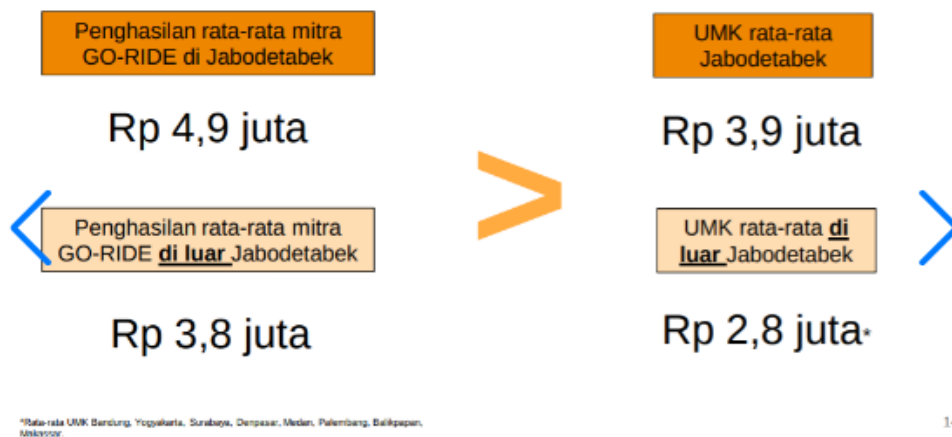 Penghasilan rata-rata mitra
GO-RIDE di Jabodetabek
UMK rata-rata
Jabodetabek
Rp 4,9 juta
Rp 3,9 juta
>
Penghasilan rata-rata mitra
GO-RIDE di luar Jabodetabek
UMK rata-rata di
luar Jabodetabek
Rp 3,8 juta
Rp 2,8 juta*
*Rata-rata UMK Bandung, Yogyakarta, Surabaya, Denpasar, Medan, Palembang, Balikpapan,
Makassar.